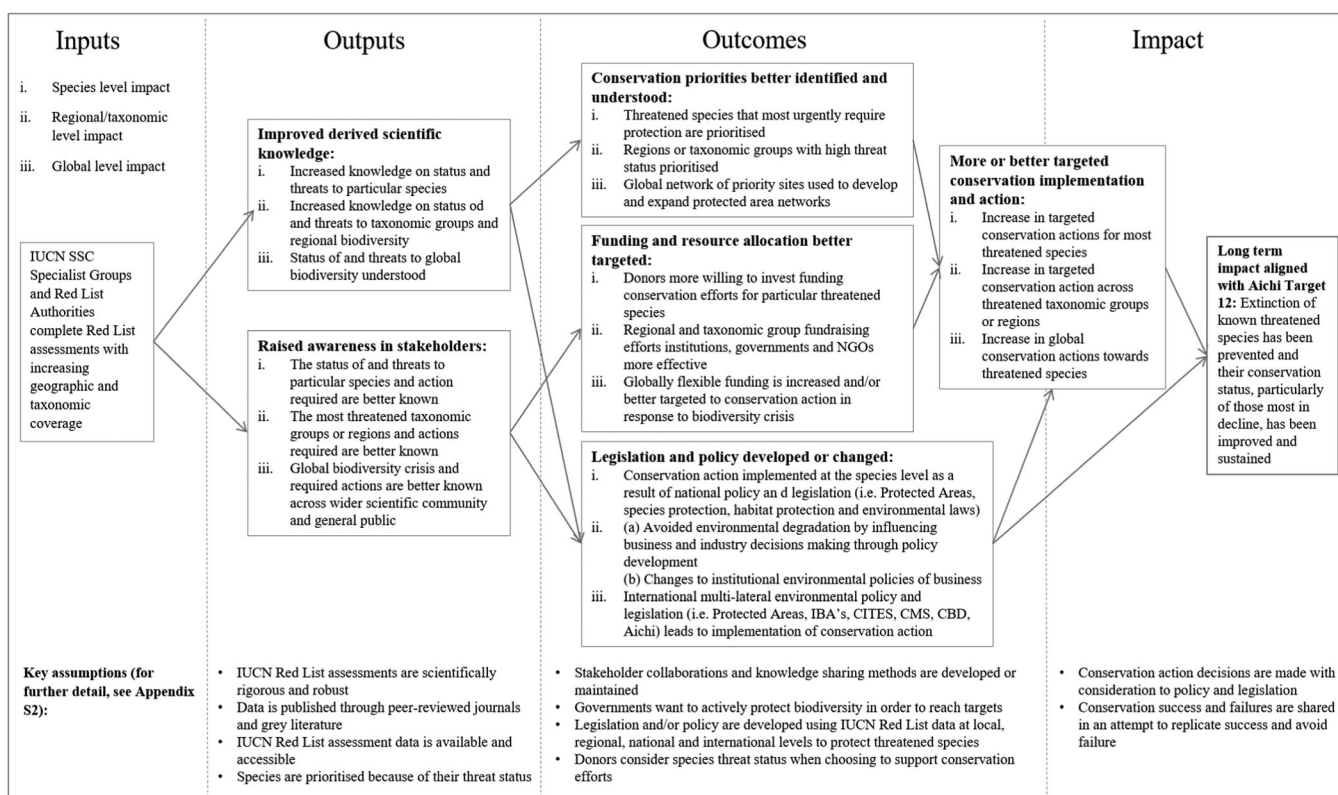 Inputs
Outputs
Outcomes
Impact
i. Species level impact
ii. Regional/taxonomic
level impact
iii. Global level impact
IUCN SSC
Specialist Groups
and Red List
Authorities
complete Red List
assessments with
increasing
geographic and
taxonomic
coverage
Improved derived scientific
knowledge:
i. Increased knowledge on status and
threats to particular species
ii. Increased knowledge on status od
and threats to taxonomic groups and
regional biodiversity
iii. Status of and threats to global
biodiversity understood
Raised awareness in stakeholders:
i. The status of and threats to
particular species and action
required are better known
ii. The most threatened taxonomic
groups or regions and actions
required are better known
iii. Global biodiversity crisis and
required actions are better known
across wider scientific community
and general public
Conservation priorities better identified and
understood:
i. Threatened species that most urgently require
protection are prioritised
ii. Regions or taxonomic groups with high threat
status prioritised
iii. Global network of priority sites used to develop
and expand protected area networks
Funding and resource allocation better
targeted:
i. Donors more willing to invest funding
conservation efforts for particular threatened
species
ii. Regional and taxonomic group fundraising
efforts institutions, governments and NGOs
more effective
iii. Globally flexible funding is increased and/or
better targeted to conservation action in
response to biodiversity crisis
Legislation and policy developed or changed:
i. Conservation action implemented at the species level as a
result of national policy an d legislation (i.e. Protected Areas,
species protection, habitat protection and environmental laws)
ii. (a) Avoided environmental degradation by influencing
business and industry decisions making through policy
development
(b) Changes to institutional environmental policies of business
iii. International multi-lateral environmental policy and
legislation (i.e. Protected Areas, IBA's, CITES, CMS, CBD,
Aichi) leads to implementation of conservation action
More or better targeted
conservation implementation
and action:
i. Increase in targeted
conservation actions for most
threatened species
ii. Increase in targeted
conservation action across
threatened taxonomic groups
or regions
iii. Increase in global
conservation actions towards
threatened species
Long term
impact aligned
with Aichi Target
12: Extinction of
known threatened
species has been
prevented and
their conservation
status, particularly
of those most in
decline, has been
improved and
sustained
Key assumptions (for
further detail, see Appendix
S2):
• IUCN Red List assessments are scientifically
rigorous and robust
• Data is published through peer-reviewed journals
and grey literature
• IUCN Red List assessment data is available and
accessible
• Species are prioritised because of their threat status
• Stakeholder collaborations and knowledge sharing methods are developed or
maintained
• Governments want to actively protect biodiversity in order to reach targets
• Legislation and/or policy are developed using IUCN Red List data at local,
regional, national and international levels to protect threatened species
• Donors consider species threat status when choosing to support conservation
efforts
• Conservation action decisions are made with
consideration to policy and legislation
• Conservation success and failures are shared
in an attempt to replicate success and avoid
failure